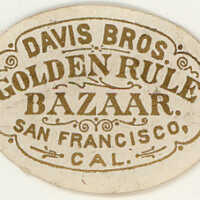 DAVIS BROS.
GOLDEN RULE
BAZAAR.
SAN FRANCISCO,
CAL.